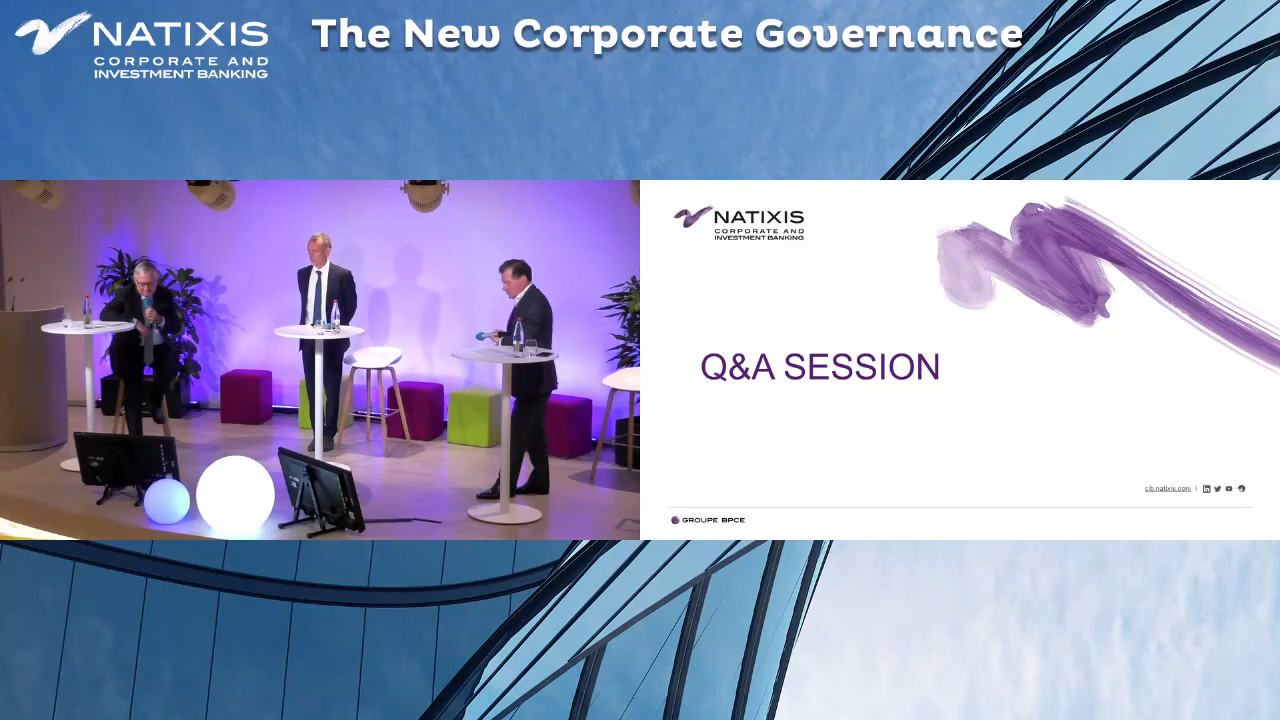 NATIXIS
CORPORATE AND
INVESTMENT BANKING
The New Corporate Governance
NATIXIS
CORPORATE AND
INVESTMENT BANKING
Q&A SESSION
cib.natixis.com |
GROUPE BPCE